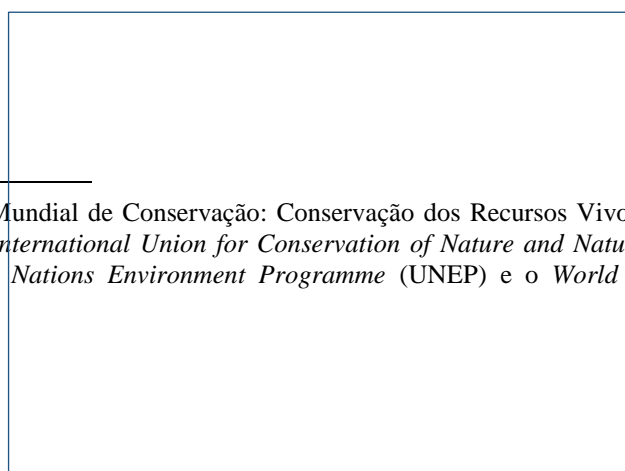 Mundial de Conservação: Conservação dos Recursos Vivo
nternational Union for Conservation of Nature and Natu
Nations Environment Programme (UNEP) e o World